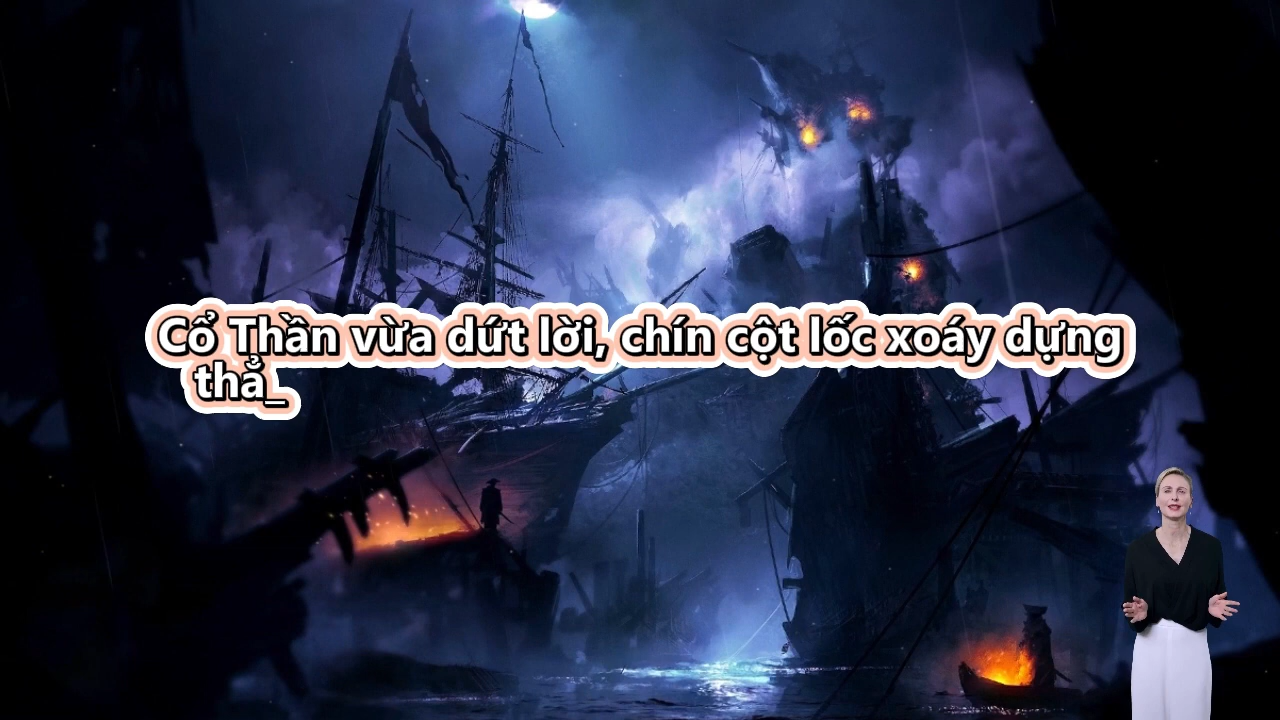 Cổ Thần vừa dứt lời, chín cột lốc xoáy dựng
thẳ_